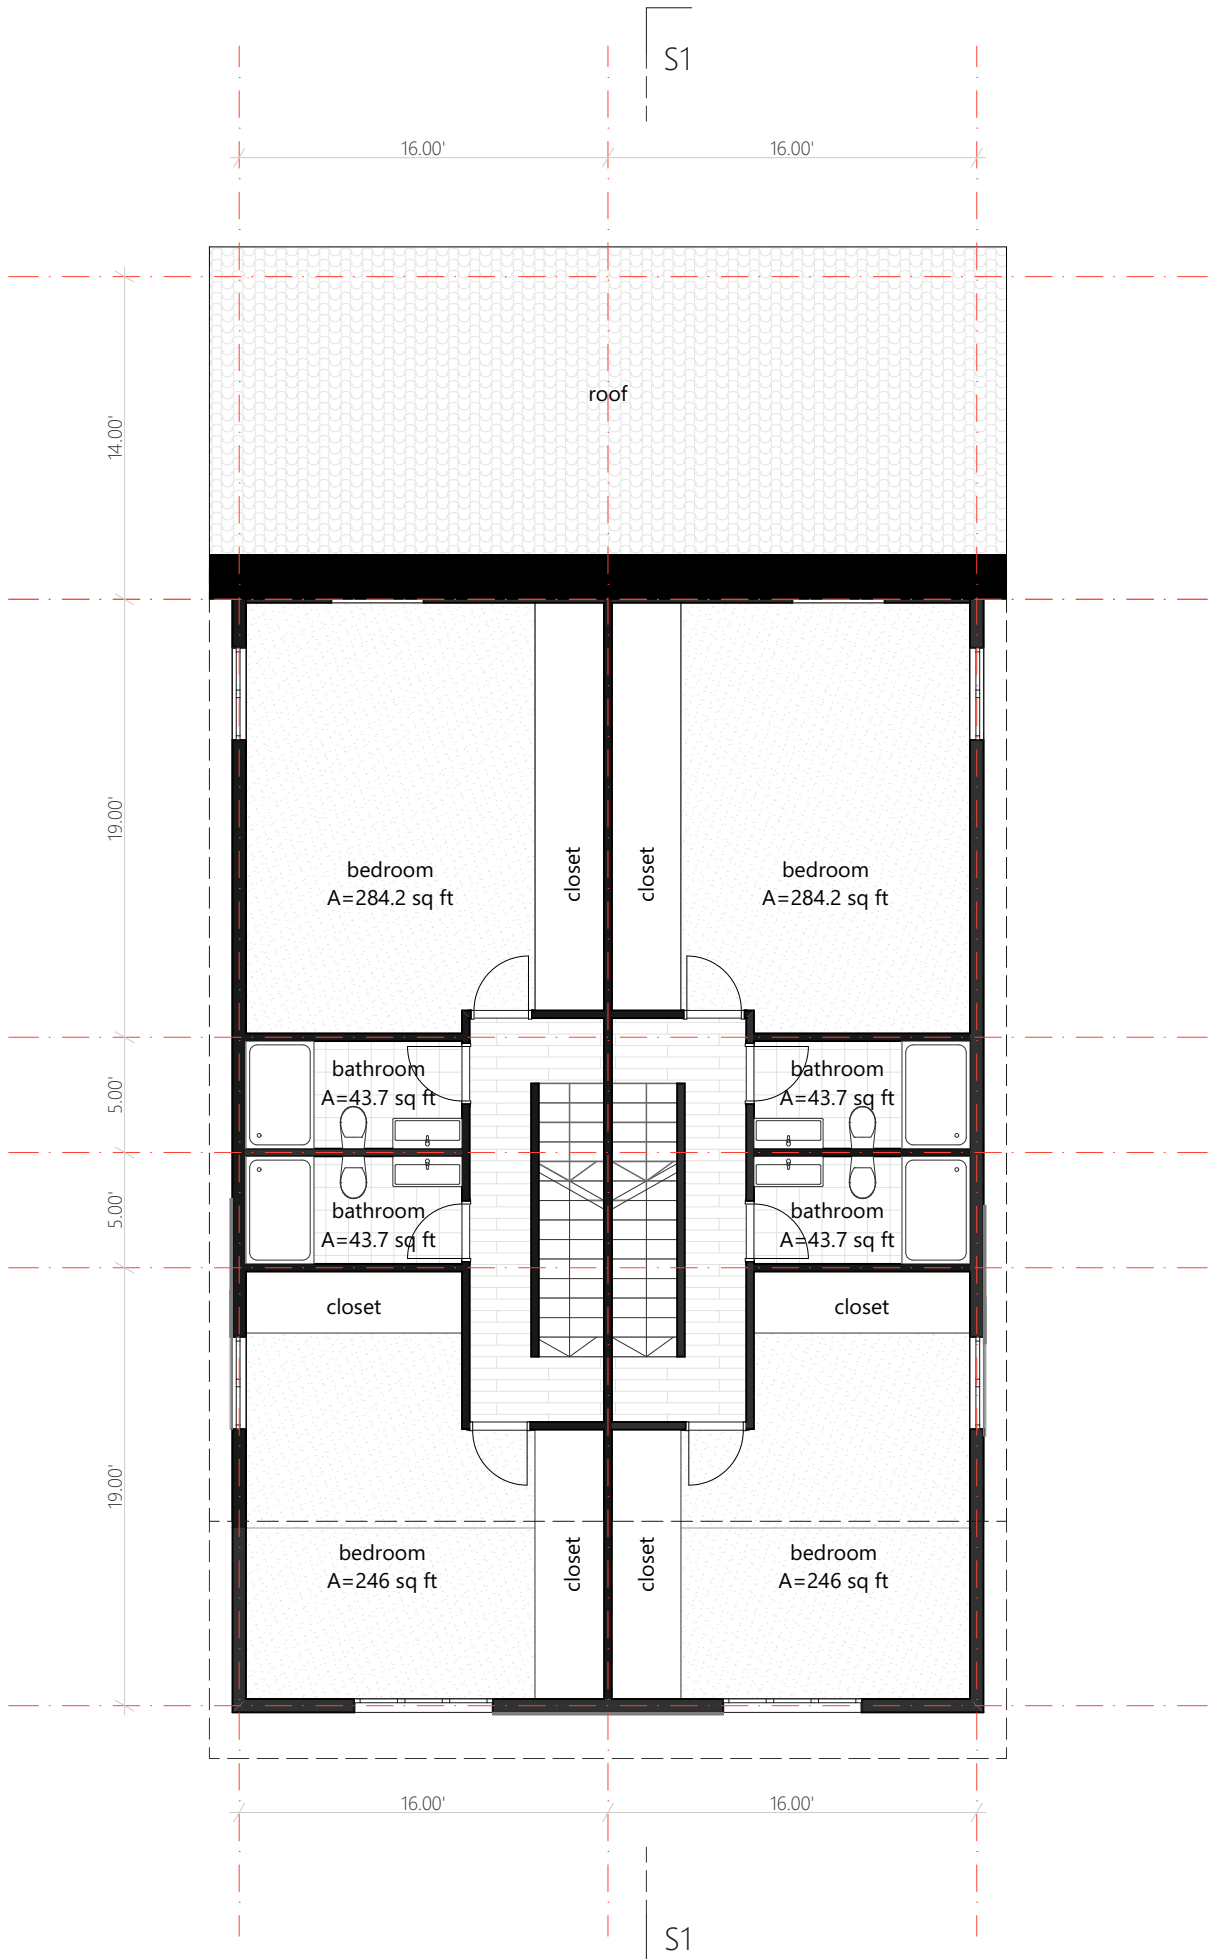 S1
16.00' 16.00'
roof
14.00'
19.00'
closet closet
bedroom bedroom
A=284.2 sq ft A=284.2 sq ft
bathroom bathroom
A=43.7 sq ft A=43.7 sq ft
5.00'
5.00'
bathroom bathroom
A=43.7 sq ft A=43.7 sq ft
closet closet
19.00'
bedroom closet closet bedroom
A=246 sq ft A=246 sq ft
16.00' 16.00'
S1